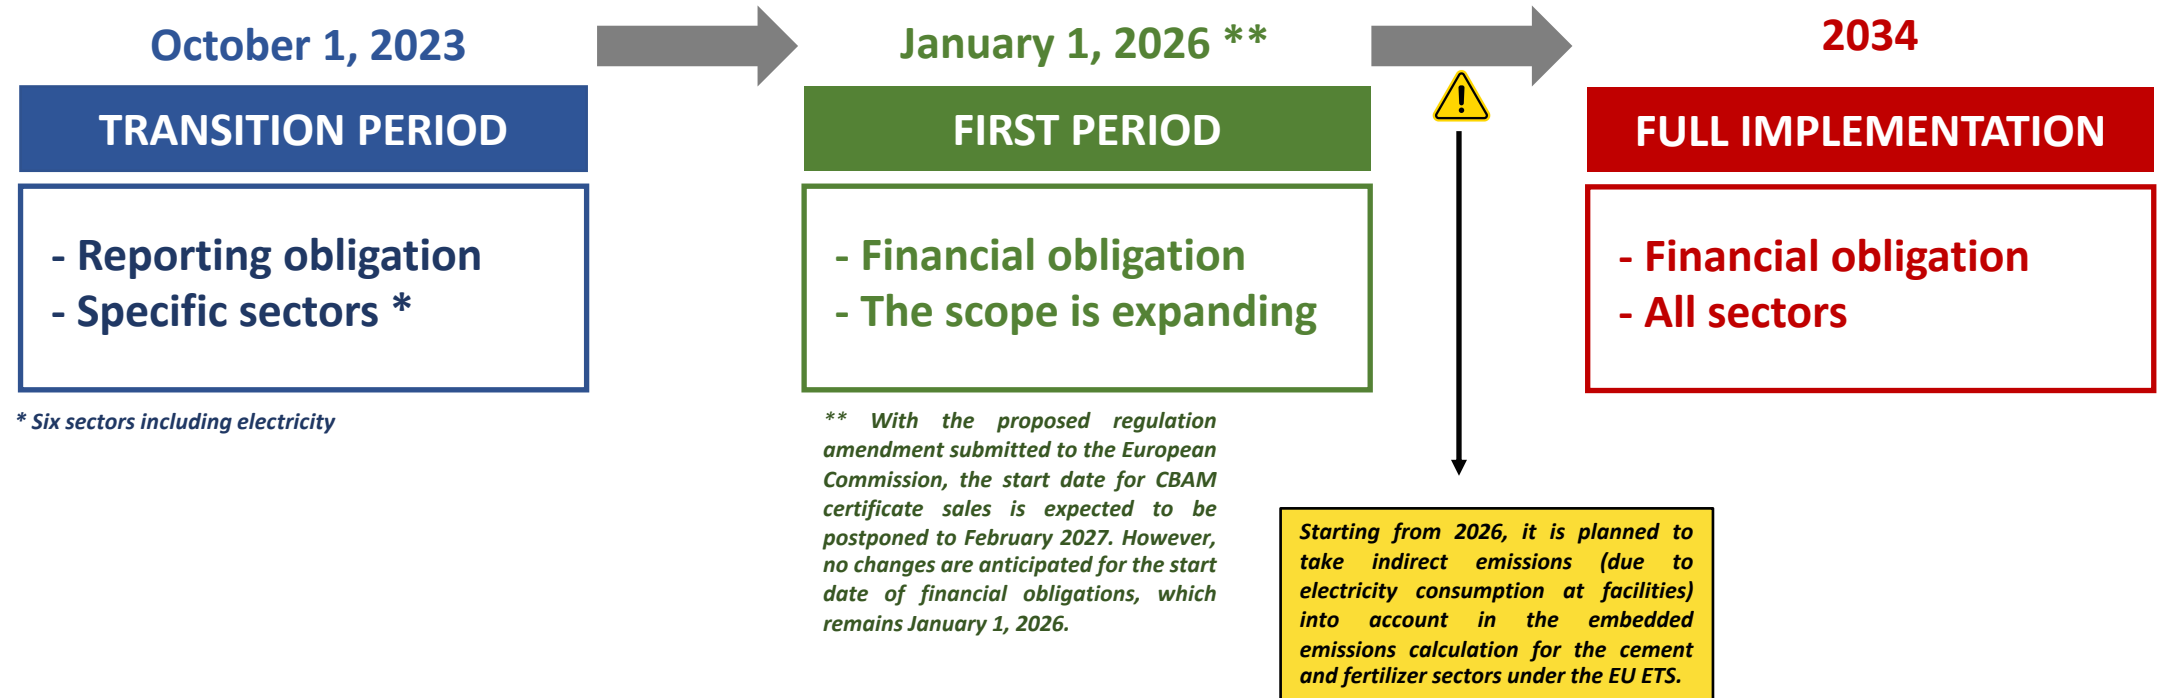 October 1, 2023
TRANSITION PERIOD
- Reporting obligation
- Specific sectors *
* Six sectors including electricity
January 1, 2026 **
FIRST PERIOD
- Financial obligation
- The scope is expanding
** With the proposed regulation
amendment submitted to the European
Commission, the start date for CBAM
certificate sales is expected to be
postponed to February 2027. However,
no changes are anticipated for the start
date of financial obligations, which
remains January 1, 2026.
Starting from 2026, it is planned to
take indirect emissions (due to
electricity consumption at facilities)
into account in the embedded
emissions calculation for the cement
and fertilizer sectors under the EU ETS.
2034
FULL IMPLEMENTATION
- Financial obligation
- All sectors